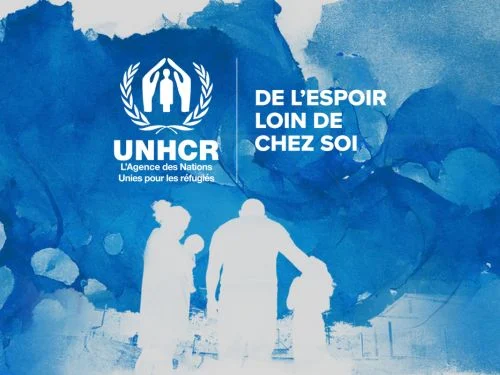 UNHCR
L'Agence des Nations
Unies pour les réfugiés
DE L'ESPOIR
LOIN DE
CHEZ SOI